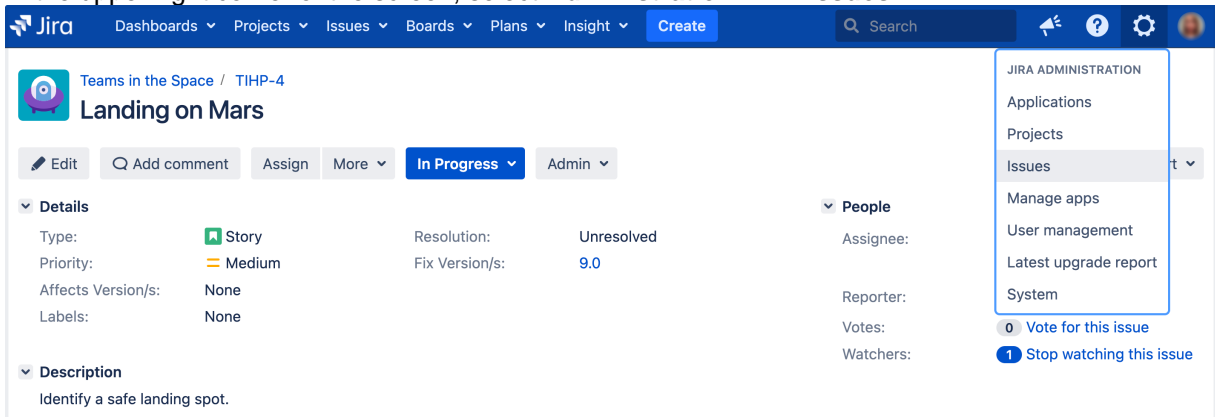 Jira Dashboards Projects Issues Boards Plans Insight Create Search
Teams in the Space / TIHP-4
Landing on Mars
Edit Add comment Assign More In Progress Admin
Details
Type: Story Resolution: Unresolved
Priority: Medium Fix Version/s: 9.0
Affects Version/s: None
Labels: None
Description
Identify a safe landing spot.
People
Assignee:
Reporter:
Votes: 0 Vote for this issue
Watchers: 1 Stop watching this issue
JIRA ADMINISTRATION
Applications
Projects
Issues
Manage apps
User management
Latest upgrade report
System